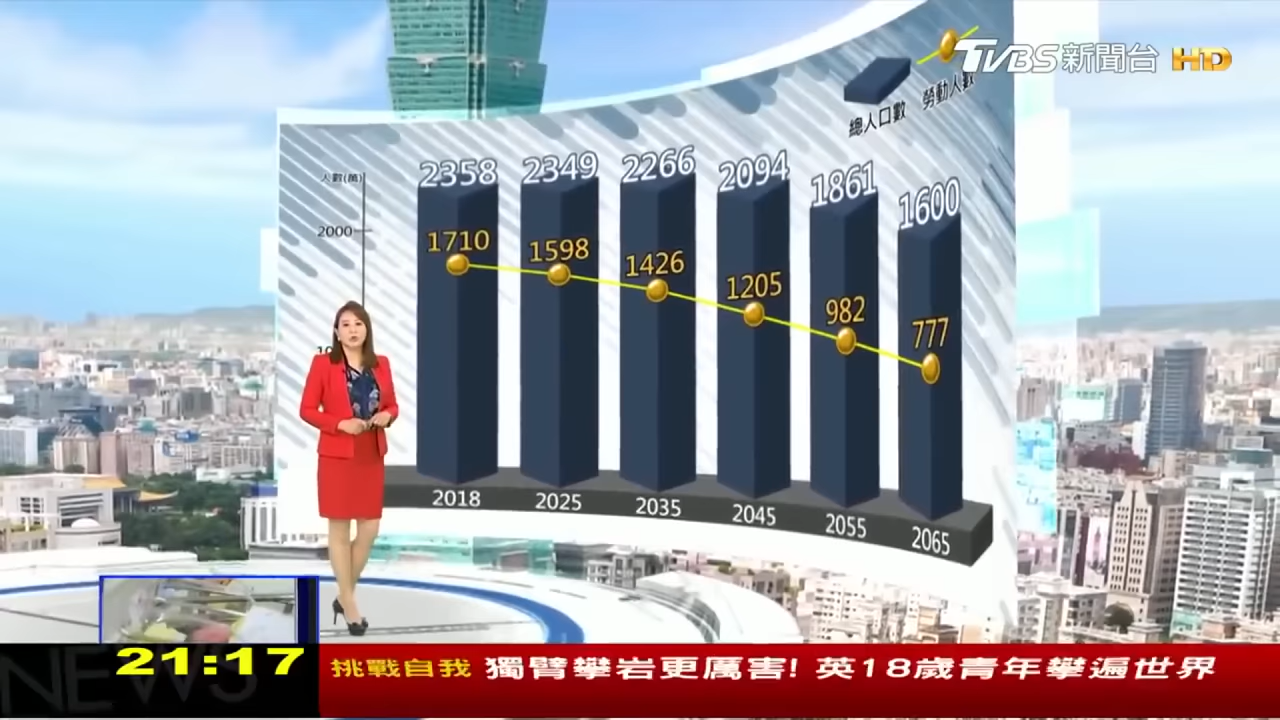 TVBS新聞台 HD
總人口數
勞動人數
人數(萬)
2000
2358 2349 2266 2094 1861 1600
1710 1598 1426 1205 982 777
2018 2025 2035 2045 2055 2065
NEWS
21:17
挑戰自我 獨臂攀岩更厲害! 英18歲青年攀遍世界